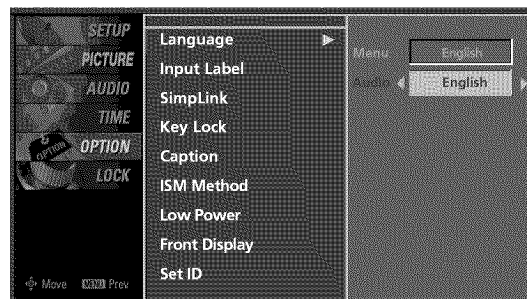 SETUP
PICTURE
AUDIO
TIME
OPTION
LOCK
OPTION
Move MENU Prev
Language
Input Label
SimpLink
Key Lock
Caption
ISM Method
Low Power
Front Display
Set ID
Menu English
Audio English